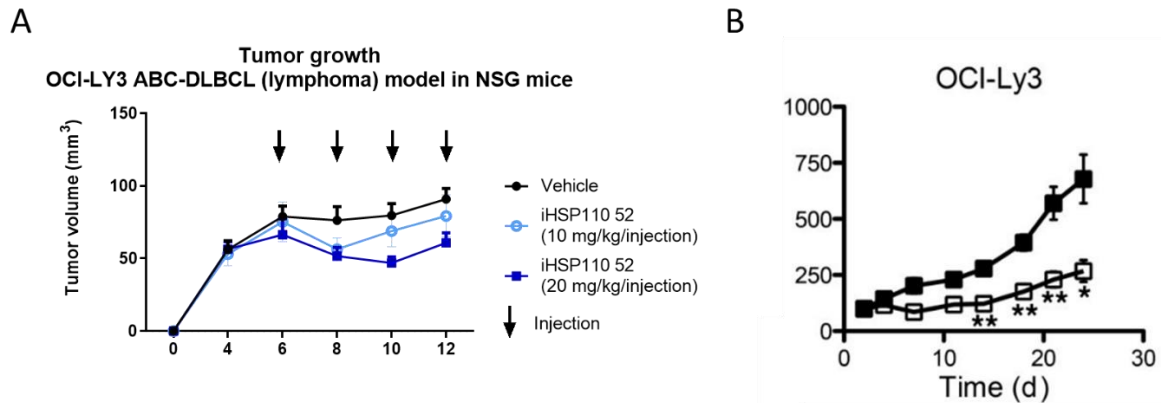 A
Tumor growth
OCI-LY3 ABC-DLBCL (lymphoma) model in NSG mice
Tumor volume (mm³)
150
100
50
0
0 4 6 8 10 12
Vehicle
iHSP110 52
(10 mg/kg/injection)
iHSP110 52
(20 mg/kg/injection)
Injection
B
OCI-Ly3
1000
750
500
250
0
** ** ** *
0 10 20 30
Time (d)